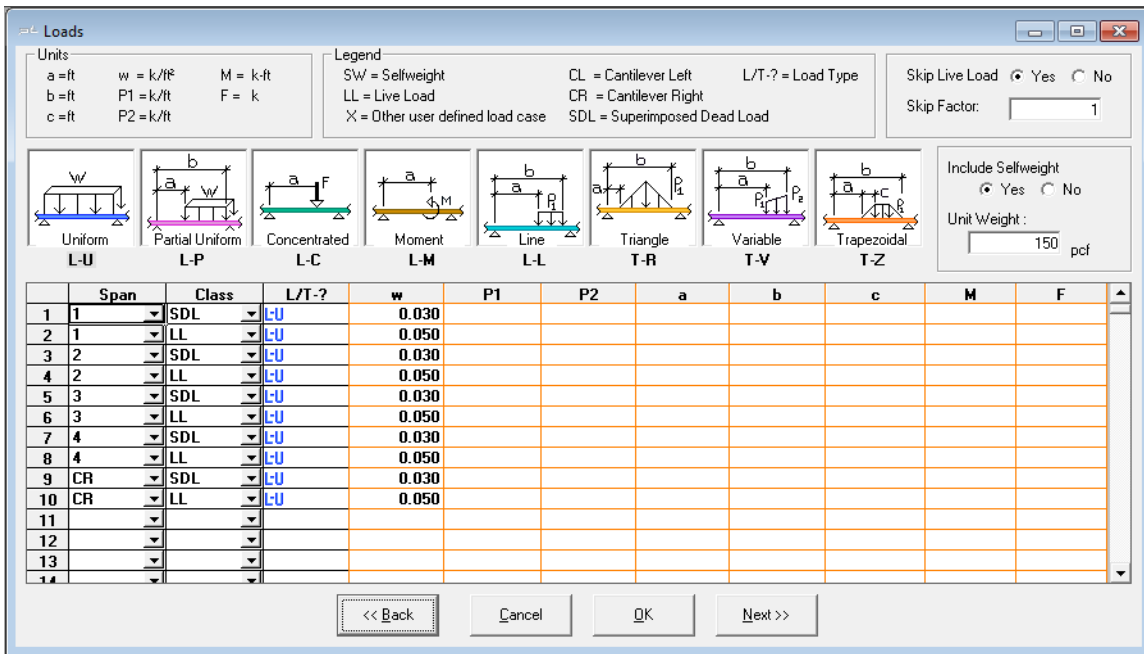 Loads
Units
a =ft w = k/ft² M = k-ft
b =ft P1 = k/ft F = k
c =ft P2 = k/ft
Legend
SW = Selfweight CL = Cantilever Left L/T-? = Load Type
LL = Live Load CR = Cantilever Right
X = Other user defined load case SDL = Superimposed Dead Load
Skip Live Load Yes No
Skip Factor: 1
W
Uniform
L-U
b
a
W
Partial Uniform
L-P
a F
Concentrated
L-C
a
M
Moment
L-M
b
a P1
Line
L-L
b
a P1
Triangle
T-R
b
a
P1 P2
Variable
T-V
b
a c
P1
Trapezoidal
T-Z
Include Selfweight
Yes No
Unit Weight :
150 pcf
Span Class L/T-? w P1 P2 a b c M F
1 1 SDL L-U 0.030
2 1 LL L-U 0.050
3 2 SDL L-U 0.030
4 2 LL L-U 0.050
5 3 SDL L-U 0.030
6 3 LL L-U 0.050
7 4 SDL L-U 0.030
8 4 LL L-U 0.050
9 CR SDL L-U 0.030
10 CR LL L-U 0.050
11
12
13
14
<< Back Cancel OK Next >>